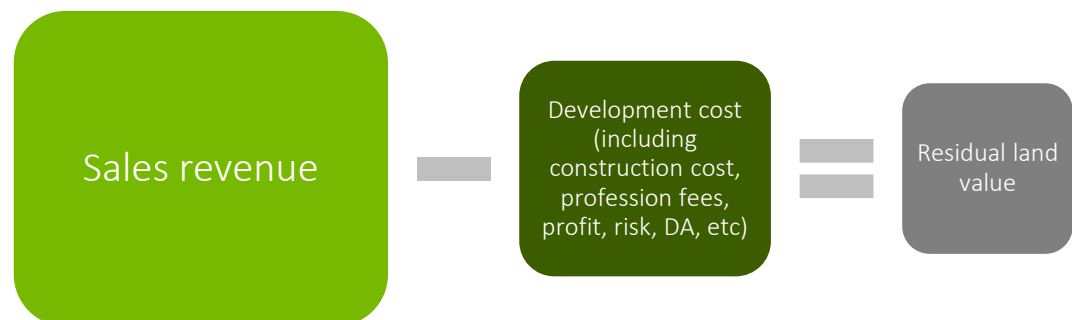 Sales revenue
Development cost
(including
construction cost,
profession fees,
profit, risk, DA, etc)
Residual land
value